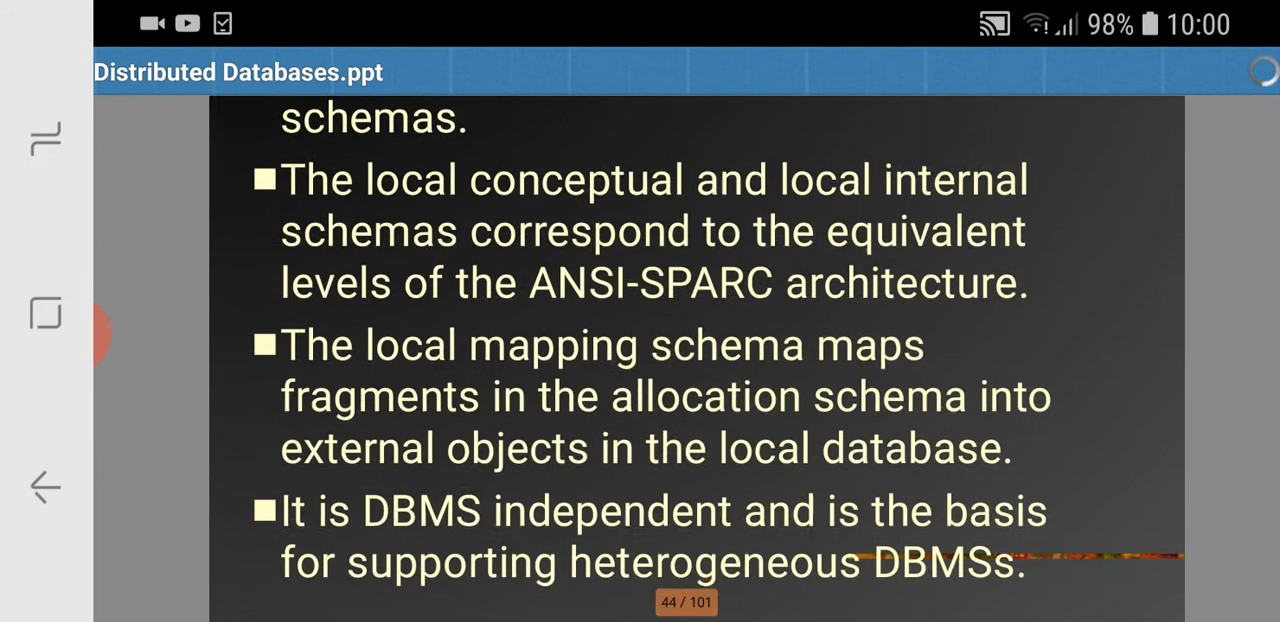 98% 10:00
Distributed Databases.ppt
schemas.
■The local conceptual and local internal
schemas correspond to the equivalent
levels of the ANSI-SPARC architecture.
■The local mapping schema maps
fragments in the allocation schema into
external objects in the local database.
■It is DBMS independent and is the basis
for supporting heterogeneous DBMSs.
44 / 101